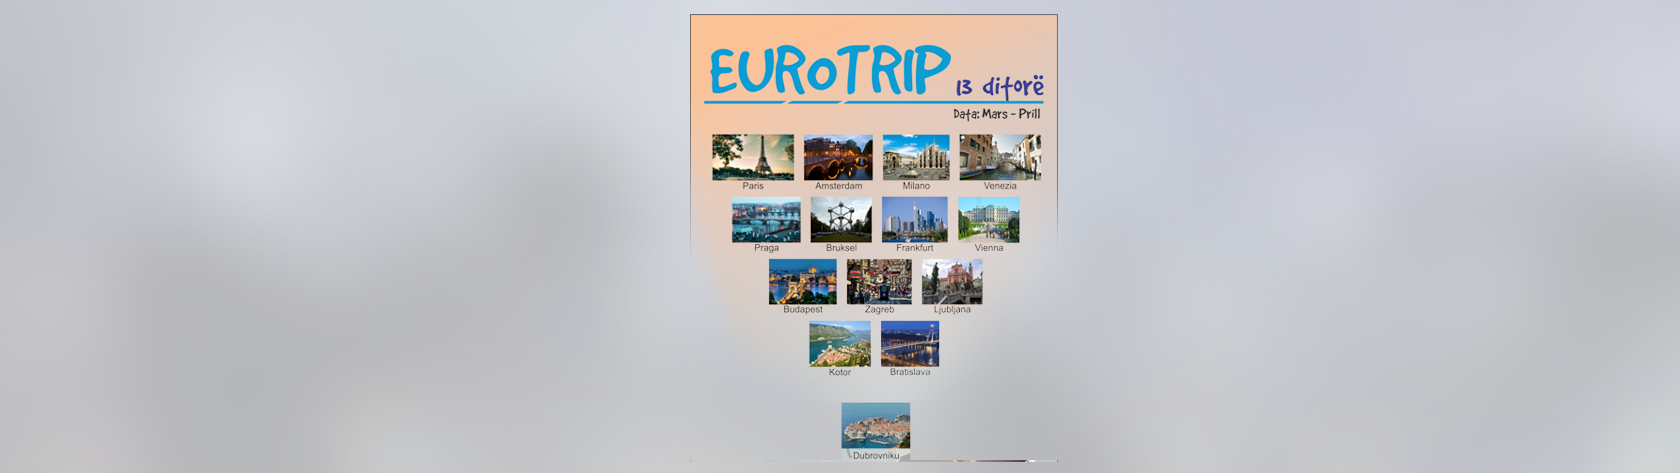 EUROTRIP 13 ditorë
Data: Mars - Prill
Paris Amsterdam Milano Venezia
Praga Bruksel Frankfurt Vienna
Budapest Zagreb Ljubljana
Kotor Bratislava
Dubrovniku